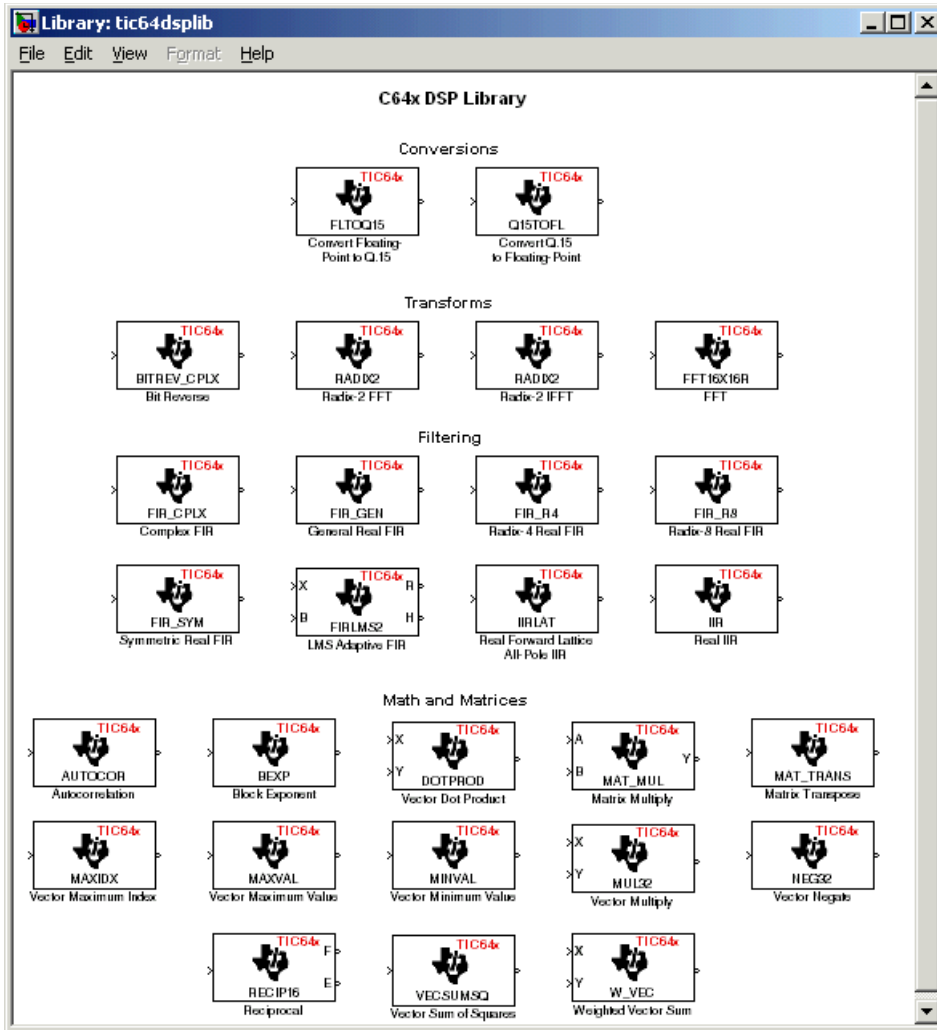 Library: tic64dsplib
File Edit View Format Help
C64x DSP Library
Conversions
TIC64x TIC64x
FLTOQ15 Q15TOFL
Convert Floating- Convert Q.15
Point to Q.15 to Floating-Point
Transforms
TIC64x TIC64x TIC64x TIC64x
BITREV_CPLX RADIX2 RADIX2 FFT16X16R
Bit Reverse Radix-2 FFT Radix-2 IFFT FFT
Filtering
TIC64x TIC64x TIC64x TIC64x
FIR_CPLX FIR_GEN FIR_R4 FIR_R8
Complex FIR General Real FIR Radix-4 Real FIR Radix-8 Real FIR
TIC64x TIC64x TIC64x TIC64x
X R
B H
FIR_SYM FIRLMS2 IIRLAT IIR
Symmetric Real FIR LMS Adaptive FIR Real Forward Lattice Real IIR
All-Pole IIR
Math and Matrices
TIC64x TIC64x TIC64x TIC64x TIC64x
X A Y
Y B
AUTOCOR BEXP DOTPROD MAT_MUL MAT_TRANS
Autocorrelation Block Exponent Vector Dot Product Matrix Multiply Matrix Transpose
TIC64x TIC64x TIC64x TIC64x TIC64x
X
Y
MAXIDX MAXVAL MINVAL MUL32 NEG32
Vector Maximum Index Vector Maximum Value Vector Minimum Value Vector Multiply Vector Negate
TIC64x TIC64x TIC64x
F X
E Y
RECIP16 VECSUMSQ W_VEC
Reciprocal Vector Sum of Squares Weighted Vector Sum